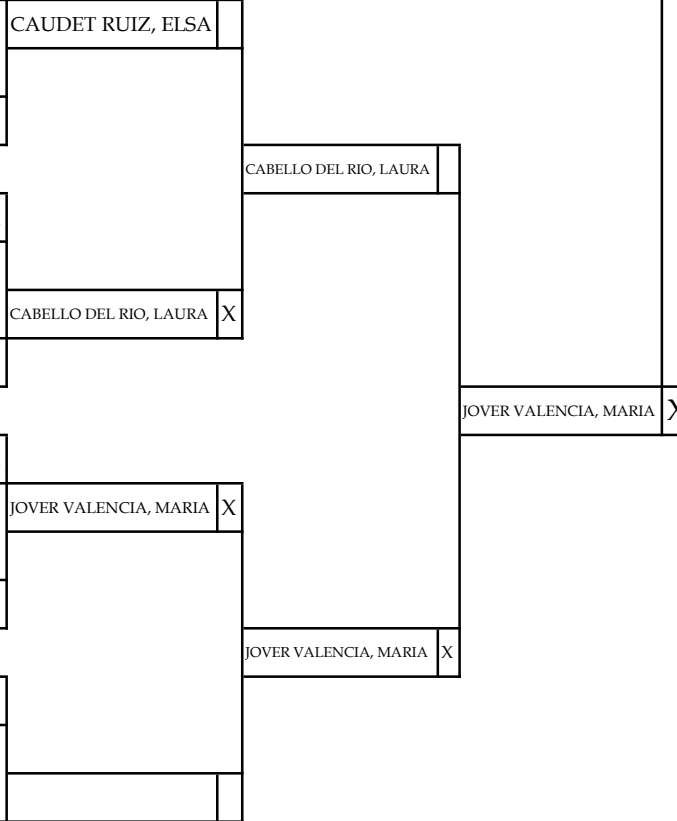 CAUDET RUIZ, ELSA
CABELLO DEL RIO, LAURA
CABELLO DEL RIO, LAURA X
JOVER VALENCIA, MARIA X
JOVER VALENCIA, MARIA X
JOVER VALENCIA, MARIA X